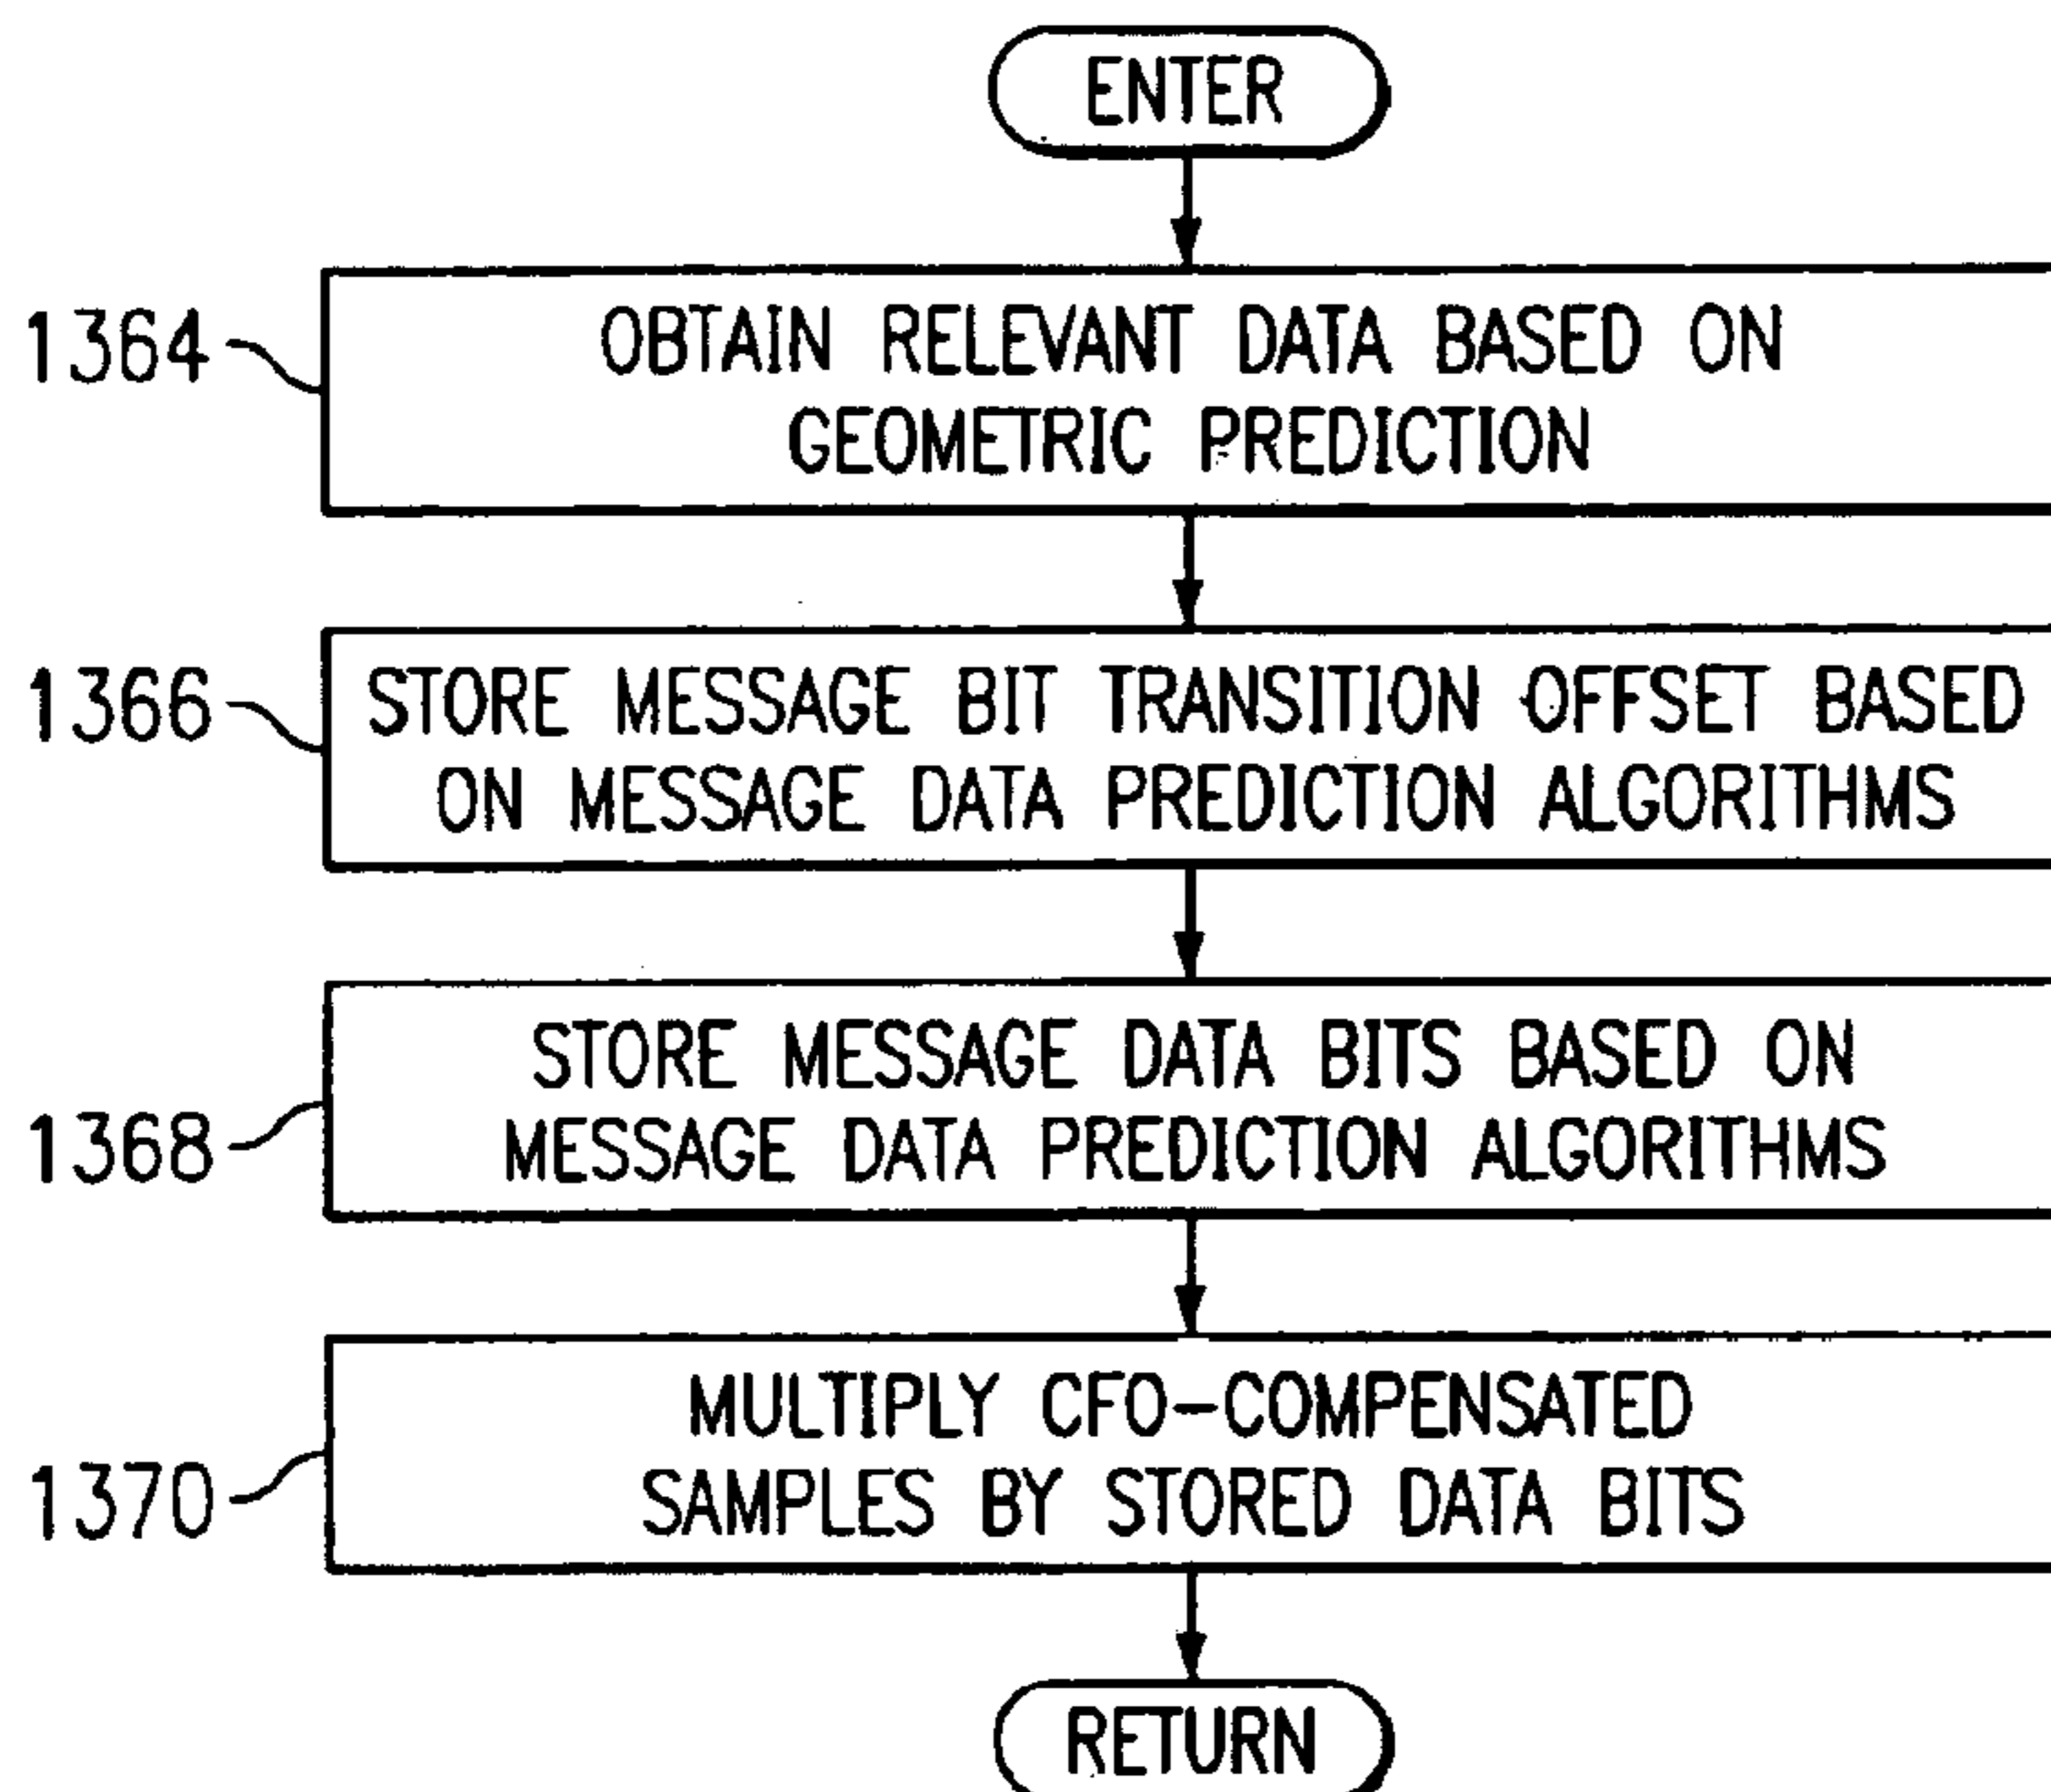 ENTER
1364
OBTAIN RELEVANT DATA BASED ON
GEOMETRIC PREDICTION
1366
STORE MESSAGE BIT TRANSITION OFFSET BASED
ON MESSAGE DATA PREDICTION ALGORITHMS
1368
STORE MESSAGE DATA BITS BASED ON
MESSAGE DATA PREDICTION ALGORITHMS
1370
MULTIPLY CFO-COMPENSATED
SAMPLES BY STORED DATA BITS
RETURN